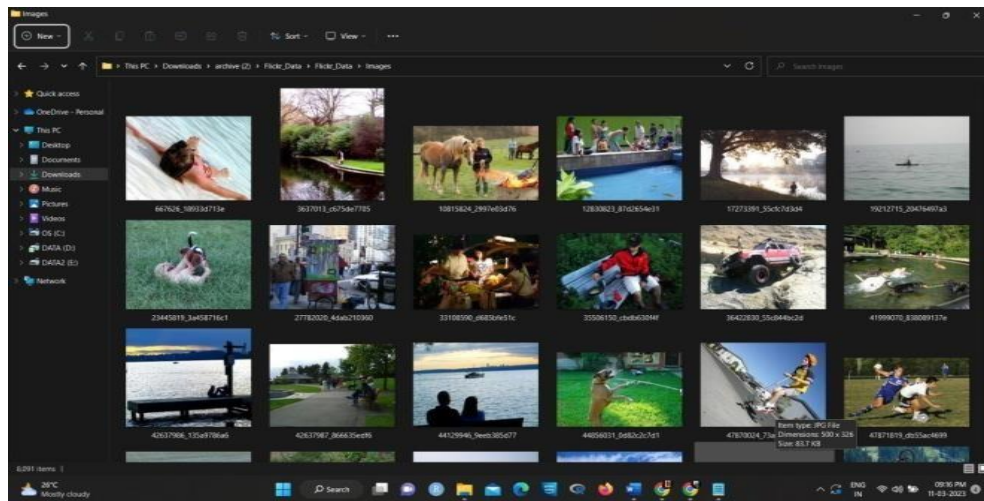 Images
New
Sort
View
This PC > Downloads > archive (2) > Flickr_Data > Flickr_Data > Images
Search Images
Quick access
OneDrive - Personal
This PC
Desktop
Documents
Downloads
Music
Pictures
Videos
OS (C:)
DATA (D:)
DATA2 (E:)
Network
667626_18933d713e
3637013_c675de7705
10815824_2997e03d76
12830823_87d2654e31
17273391_55cfc7d3d4
19212715_20476497a3
23445819_3a458716c1
27782020_4dab210360
33108590_d685bfe51c
35506150_cbdb630f4f
36422830_55c844bc2d
41999070_838089137e
42637986_135a9786a6
42637987_866635edf6
44129946_9eeb385d77
44856031_0d82c2c7d1
47871819_db55ac4699
Item type: JPG File
Dimensions: 500 x 326
Size: 83.7 KB
8,091 items
26°C
Mostly cloudy
Search
ENG
IN
09:16 PM
11-03-2023